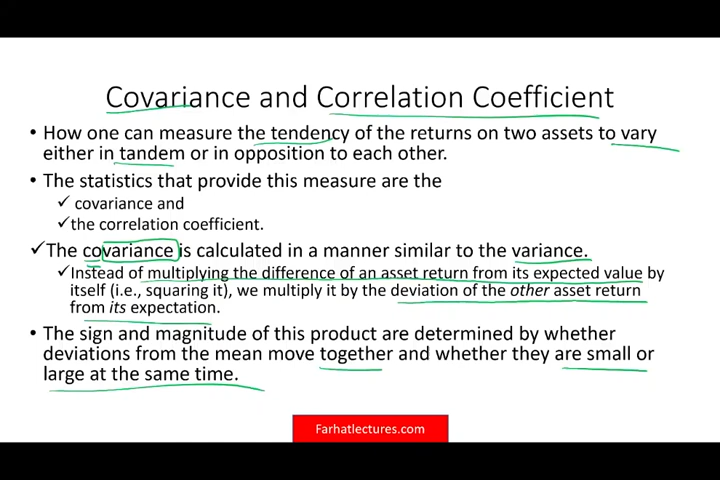 Covariance and Correlation Coefficient
• How one can measure the tendency of the returns on two assets to vary
either in tandem or in opposition to each other.
• The statistics that provide this measure are the
✓ covariance and
✓ the correlation coefficient.
✓ The covariance is calculated in a manner similar to the variance.
✓ Instead of multiplying the difference of an asset return from its expected value by
itself (i.e., squaring it), we multiply it by the deviation of the other asset return
from its expectation.
• The sign and magnitude of this product are determined by whether
deviations from the mean move together and whether they are small or
large at the same time.
Farhatlectures.com